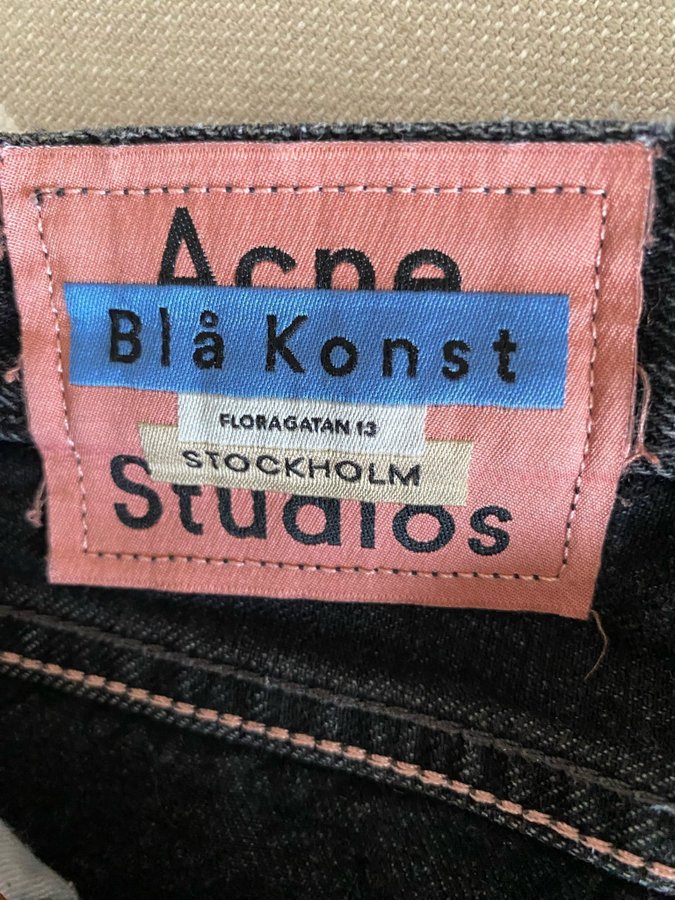 Acne
Blå Konst
FLORAGATAN 13
STOCKHOLM
Studios